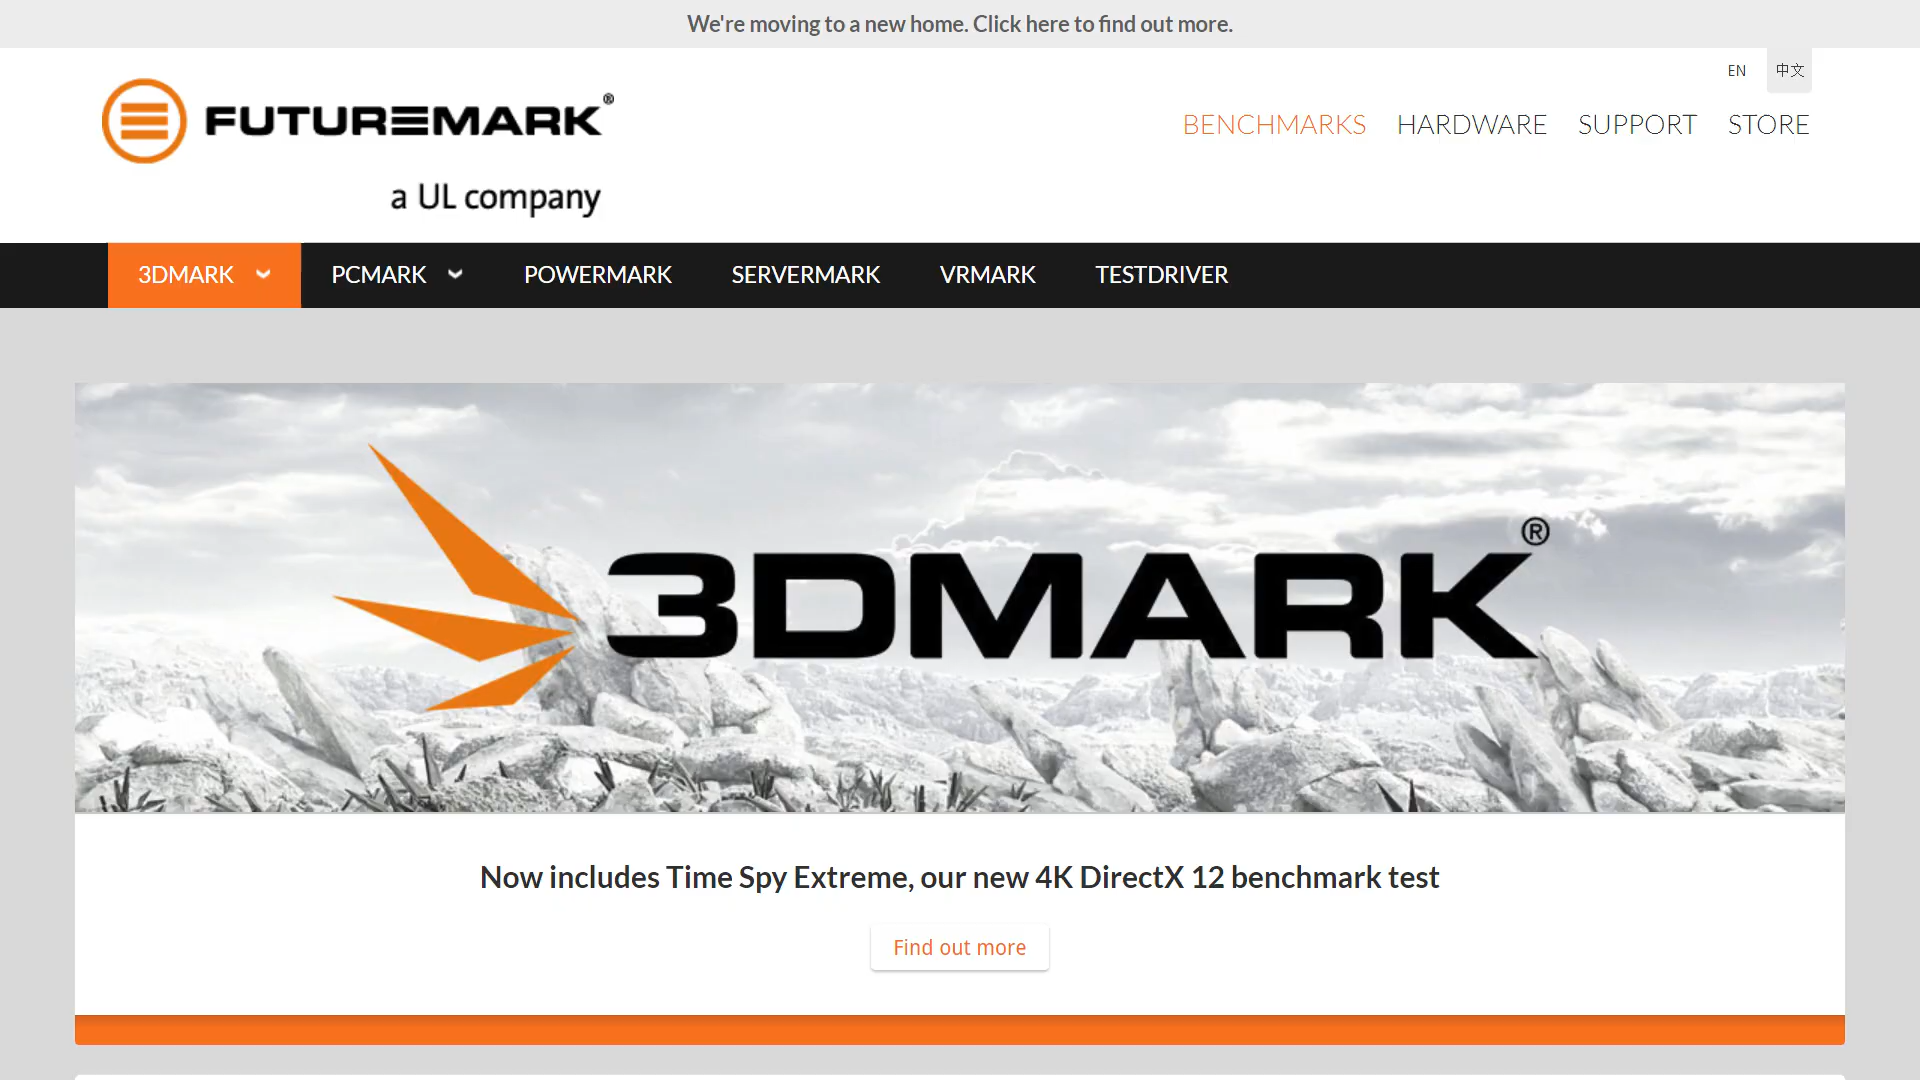 We're moving to a new home. Click here to find out more.
EN 中文
FUTUREMARK®
a UL company
BENCHMARKS HARDWARE SUPPORT STORE
3DMARK PCMARK POWERMARK SERVERMARK VRMARK TESTDRIVER
3DMARK®
Now includes Time Spy Extreme, our new 4K DirectX 12 benchmark test
Find out more